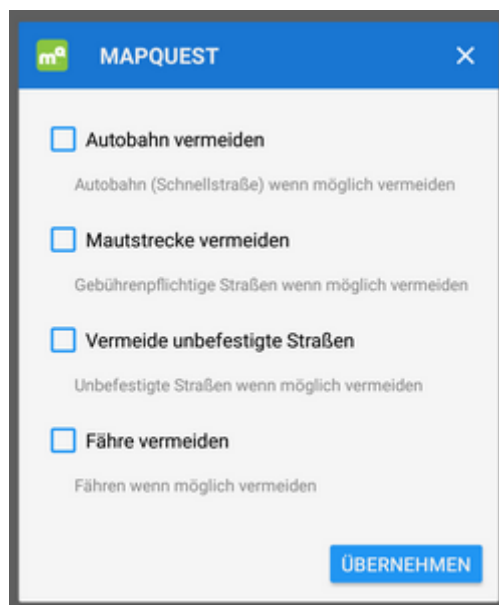 mq MAPQUEST
Autobahn vermeiden
Autobahn (Schnellstraße) wenn möglich vermeiden
Mautstrecke vermeiden
Gebührenpflichtige Straßen wenn möglich vermeiden
Vermeide unbefestigte Straßen
Unbefestigte Straßen wenn möglich vermeiden
Fähre vermeiden
Fähren wenn möglich vermeiden
ÜBERNEHMEN